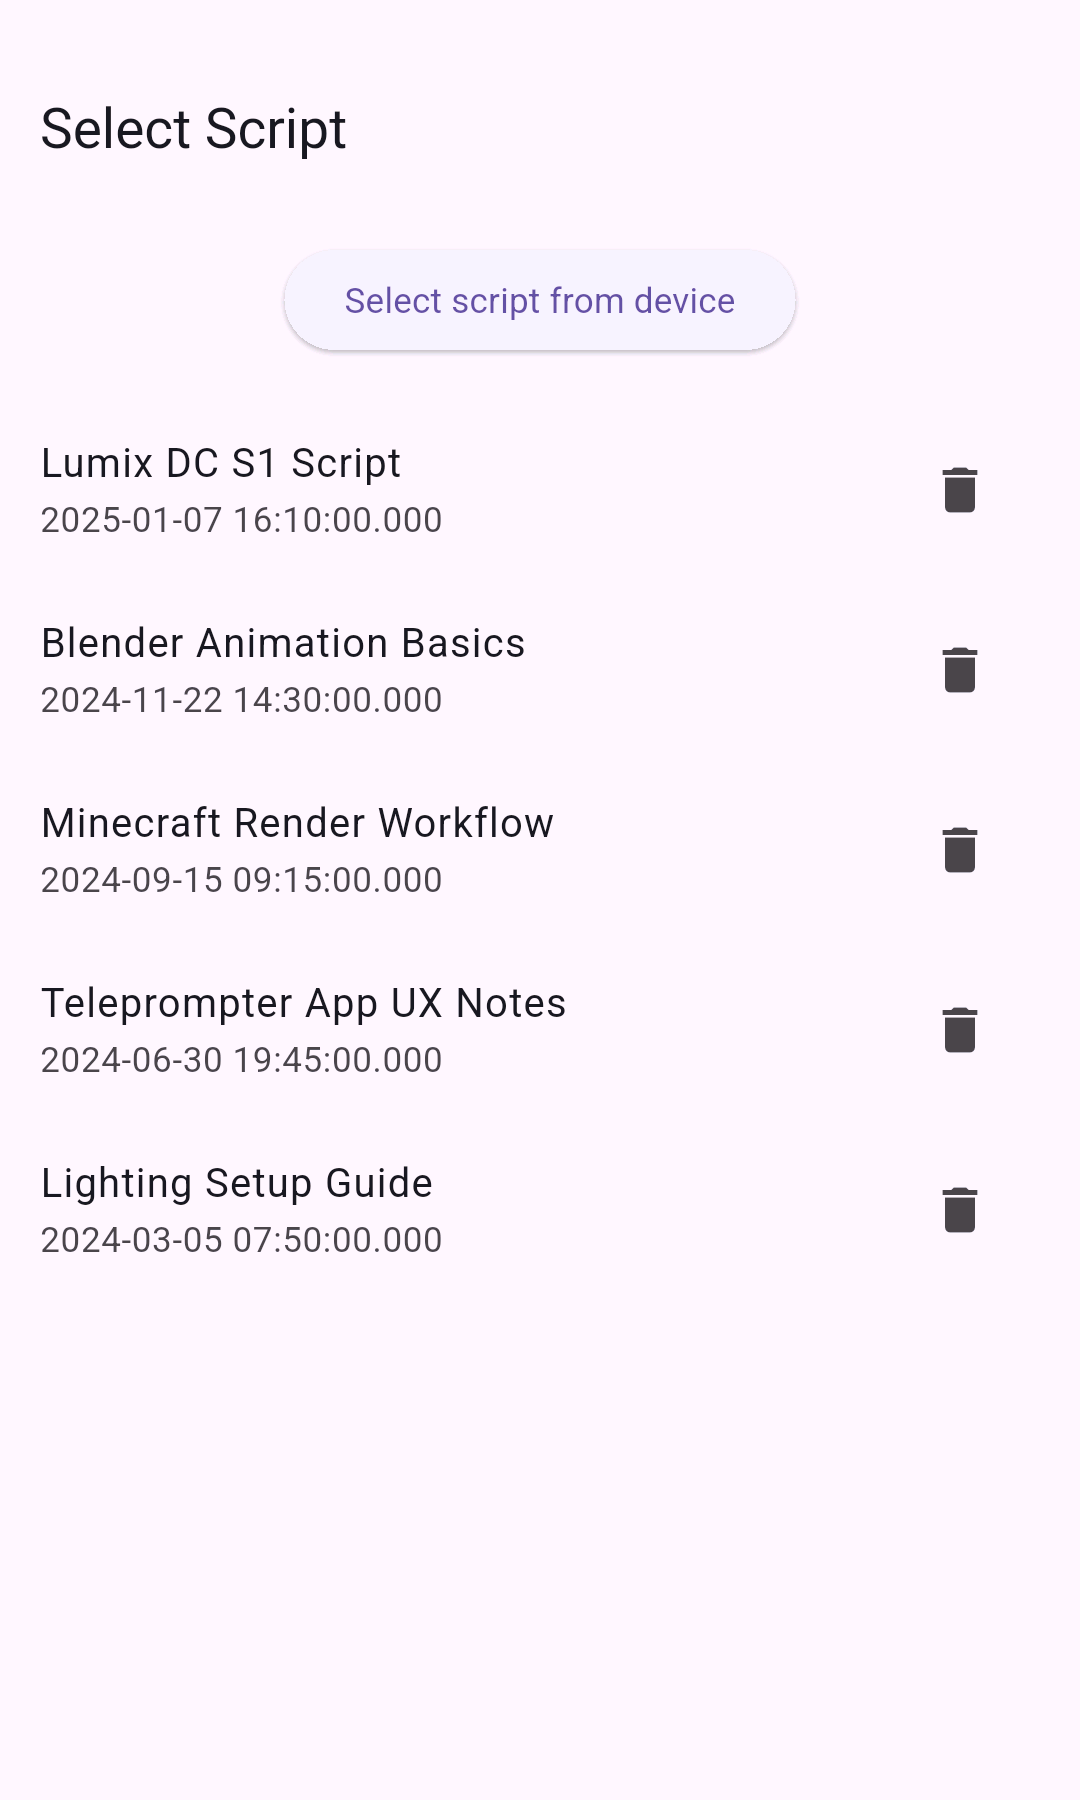 Select Script
Select script from device
Lumix DC S1 Script
2025-01-07 16:10:00.000
Blender Animation Basics
2024-11-22 14:30:00.000
Minecraft Render Workflow
2024-09-15 09:15:00.000
Teleprompter App UX Notes
2024-06-30 19:45:00.000
Lighting Setup Guide
2024-03-05 07:50:00.000